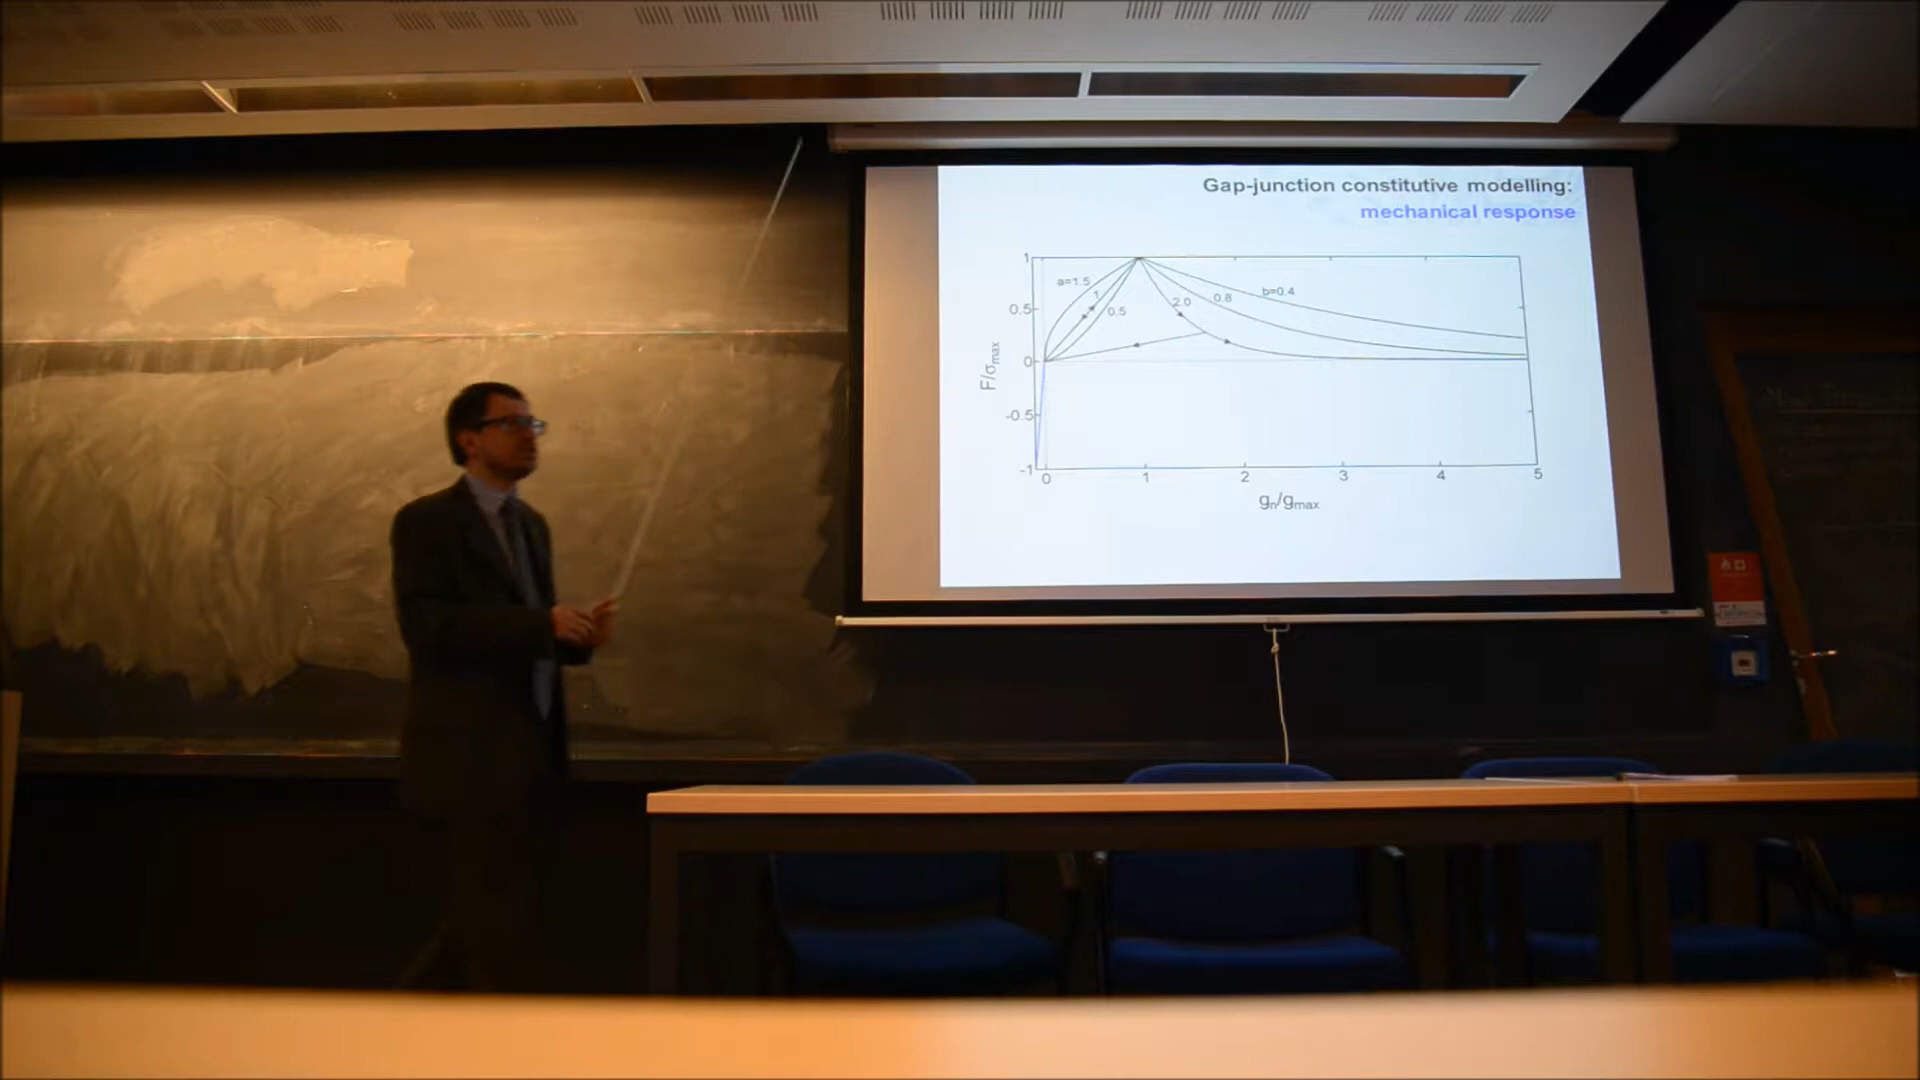 Gap-junction constitutive modelling:
mechanical response
1
a=1.5
1
0.5
2.0
0.8
b=0.4
0.5
0
-0.5
-1
F/σmax
0 1 2 3 4 5
gn/gmax